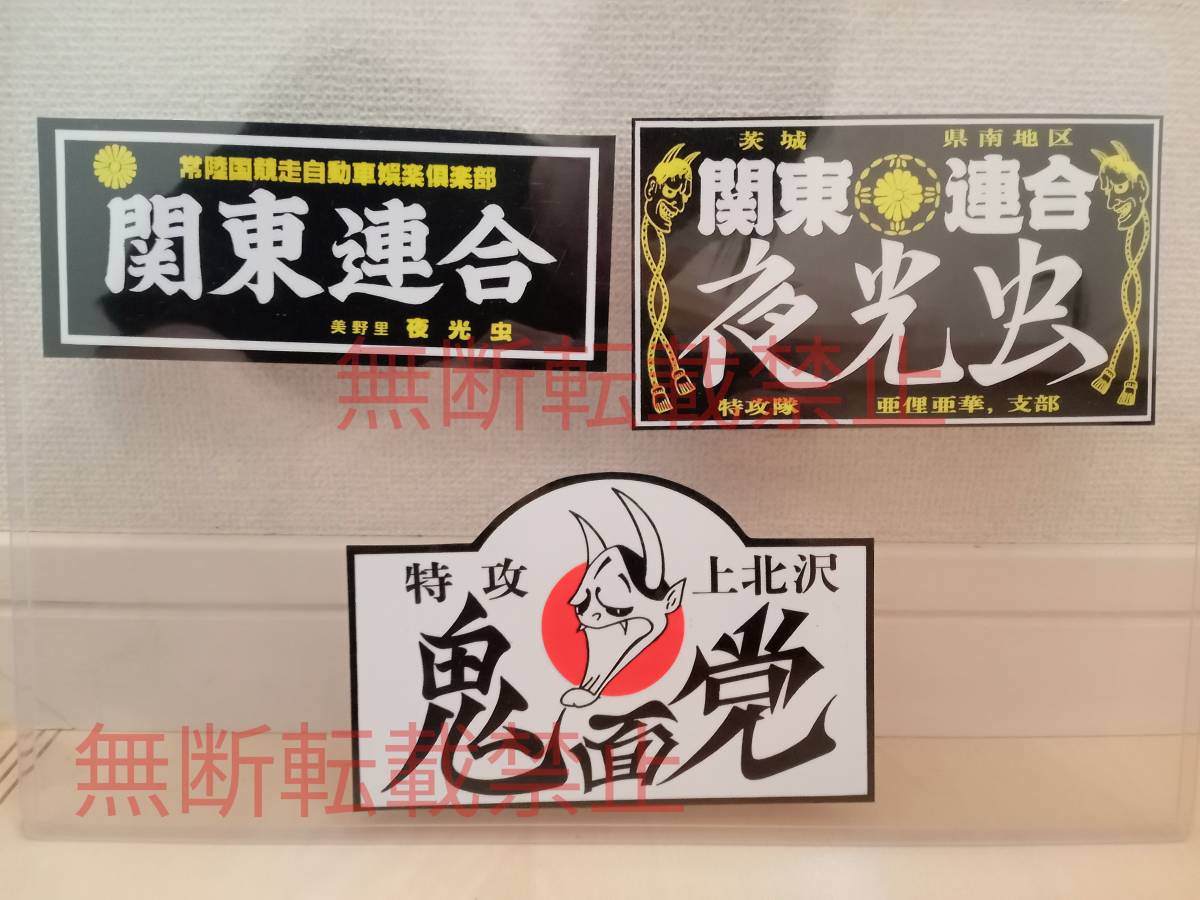 常陸国競走自動車娯楽倶楽部
関東連合
美野里 夜光虫
茨城 県南地区
関東 連合
夜光虫
特攻隊 亜俚亜華,支部
無断転載禁止
特攻 上北沢
鬼面党
無断転載禁止